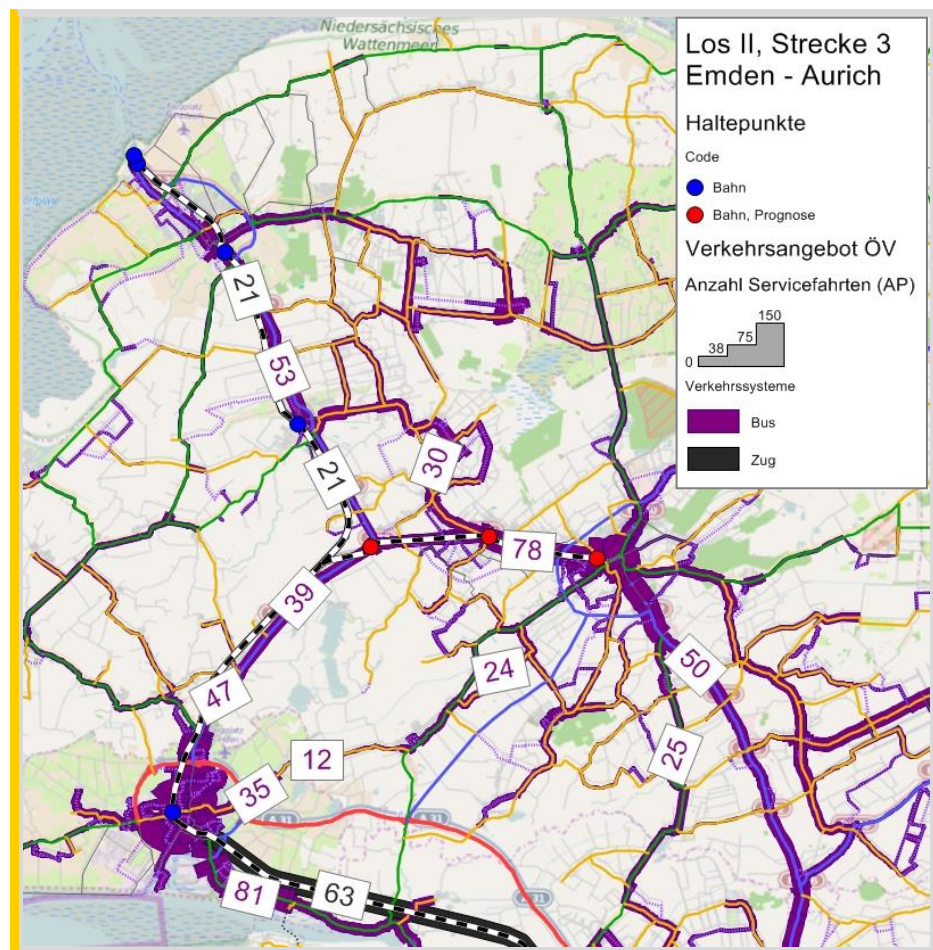 Niedersächsisches
Wattenmeer
Los II, Strecke 3
Emden - Aurich
Haltepunkte
Code
Bahn
Bahn, Prognose
Verkehrsangebot ÖV
Anzahl Servicefahrten (AP)
150
75
38
0
Verkehrssysteme
Bus
Zug
21
53
21
30
78
39
24
50
47
25
12
35
A 31
81
63
A 31